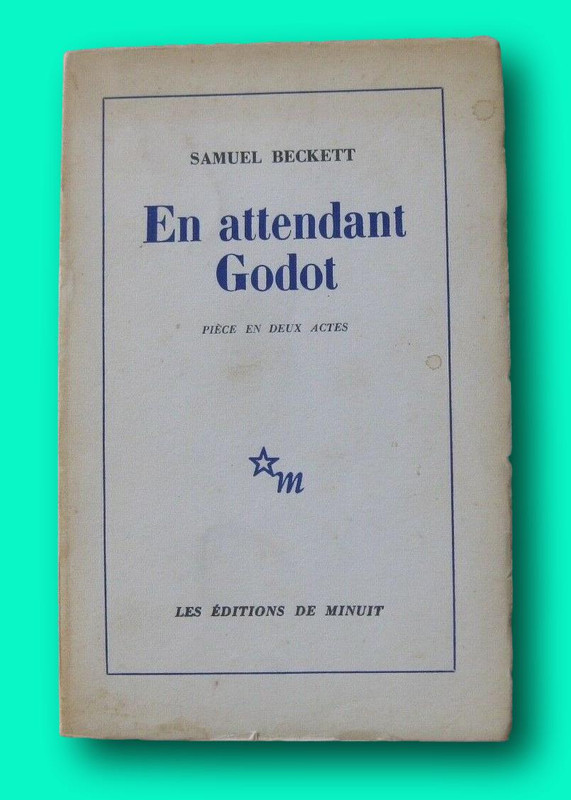 SAMUEL BECKETT
En attendant
Godot
PIÈCE EN DEUX ACTES
m
LES ÉDITIONS DE MINUIT